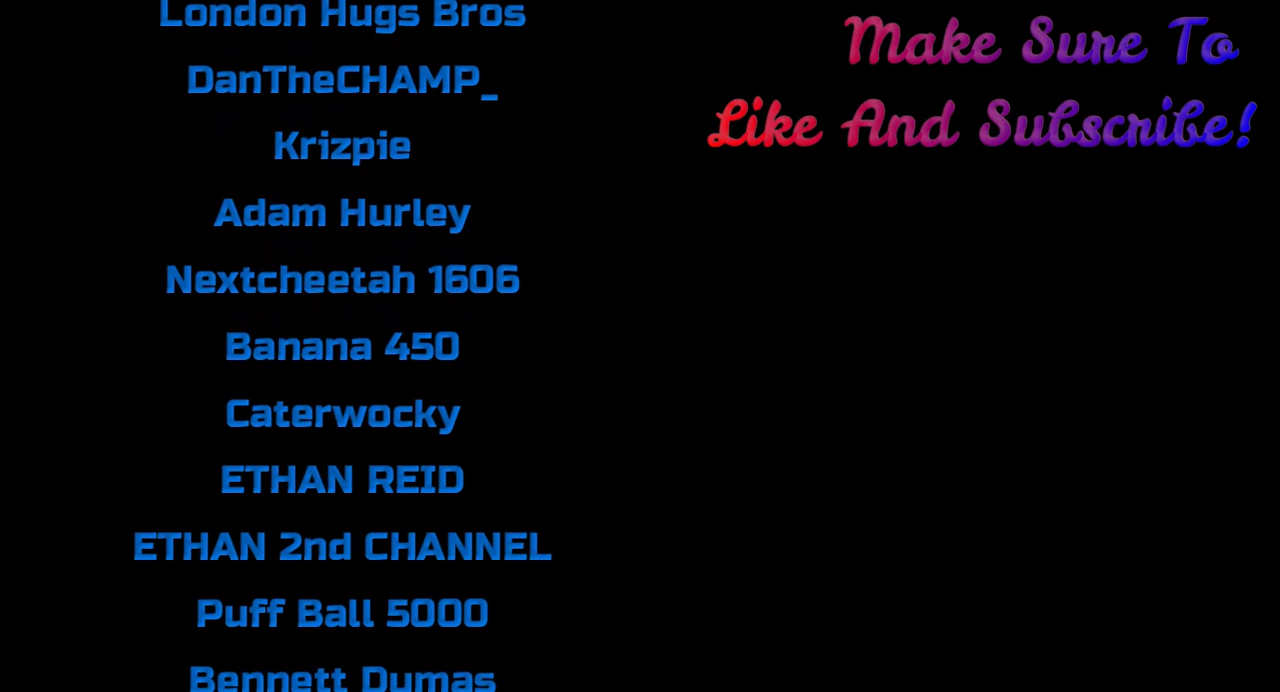 London Hugs Bros
DanTheCHAMP_
Krizpie
Adam Hurley
Nextcheetah 1606
Banana 450
Caterwocky
ETHAN REID
ETHAN 2nd CHANNEL
Puff Ball 5000
Bennett Dumas
Make Sure To
Like And Subscribe!